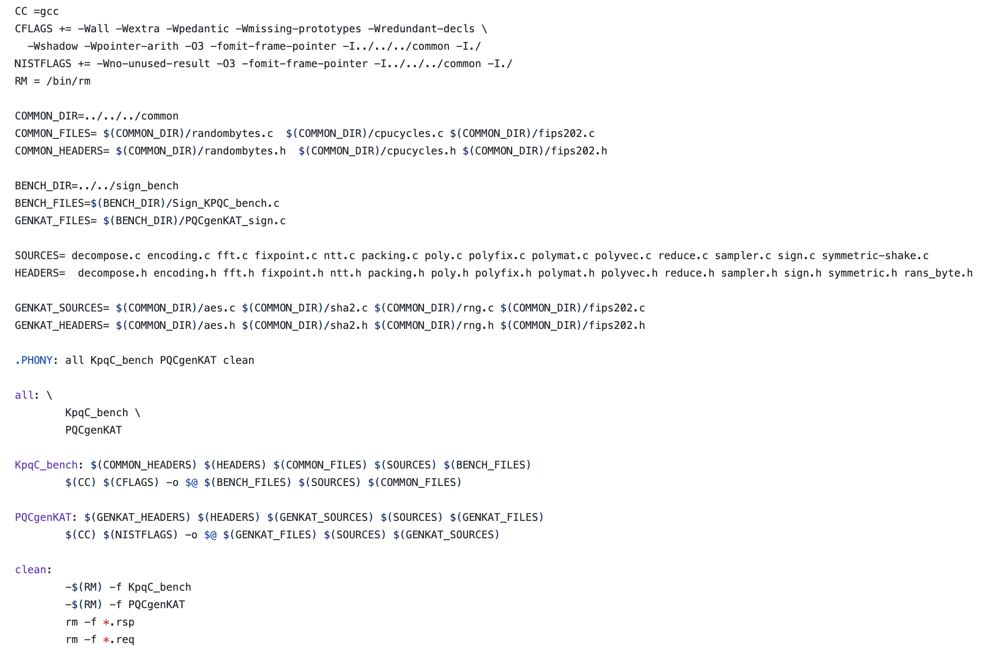 CC =gcc
CFLAGS += -Wall -Wextra -Wpedantic -Wmissing-prototypes -Wredundant-decls \
  -Wshadow -Wpointer-arith -O3 -fomit-frame-pointer -I../../../common -I./
NISTFLAGS += -Wno-unused-result -O3 -fomit-frame-pointer -I../../../common -I./
RM = /bin/rm

COMMON_DIR=../../../common
COMMON_FILES= $(COMMON_DIR)/randombytes.c  $(COMMON_DIR)/cpucycles.c $(COMMON_DIR)/fips202.c
COMMON_HEADERS= $(COMMON_DIR)/randombytes.h  $(COMMON_DIR)/cpucycles.h $(COMMON_DIR)/fips202.h

BENCH_DIR=../../sign_bench
BENCH_FILES=$(BENCH_DIR)/Sign_KPQC_bench.c
GENKAT_FILES= $(BENCH_DIR)/PQCgenKAT_sign.c

SOURCES= decompose.c encoding.c fft.c fixpoint.c ntt.c packing.c poly.c polyfix.c polymat.c polyvec.c reduce.c sampler.c sign.c symmetric-shake.c
HEADERS=  decompose.h encoding.h fft.h fixpoint.h ntt.h packing.h poly.h polyfix.h polymat.h polyvec.h reduce.h sampler.h sign.h symmetric.h rans_byte.h

GENKAT_SOURCES= $(COMMON_DIR)/aes.c $(COMMON_DIR)/sha2.c $(COMMON_DIR)/rng.c $(COMMON_DIR)/fips202.c
GENKAT_HEADERS= $(COMMON_DIR)/aes.h $(COMMON_DIR)/sha2.h $(COMMON_DIR)/rng.h $(COMMON_DIR)/fips202.h

.PHONY: all KpqC_bench PQCgenKAT clean

all: \
	KpqC_bench \
	PQCgenKAT

KpqC_bench: $(COMMON_HEADERS) $(HEADERS) $(COMMON_FILES) $(SOURCES) $(BENCH_FILES)
	$(CC) $(CFLAGS) -o $@ $(BENCH_FILES) $(SOURCES) $(COMMON_FILES)

PQCgenKAT: $(GENKAT_HEADERS) $(HEADERS) $(GENKAT_SOURCES) $(SOURCES) $(GENKAT_FILES)
	$(CC) $(NISTFLAGS) -o $@ $(GENKAT_FILES) $(SOURCES) $(GENKAT_SOURCES)

clean:
	-$(RM) -f KpqC_bench
	-$(RM) -f PQCgenKAT
	rm -f *.rsp
	rm -f *.req